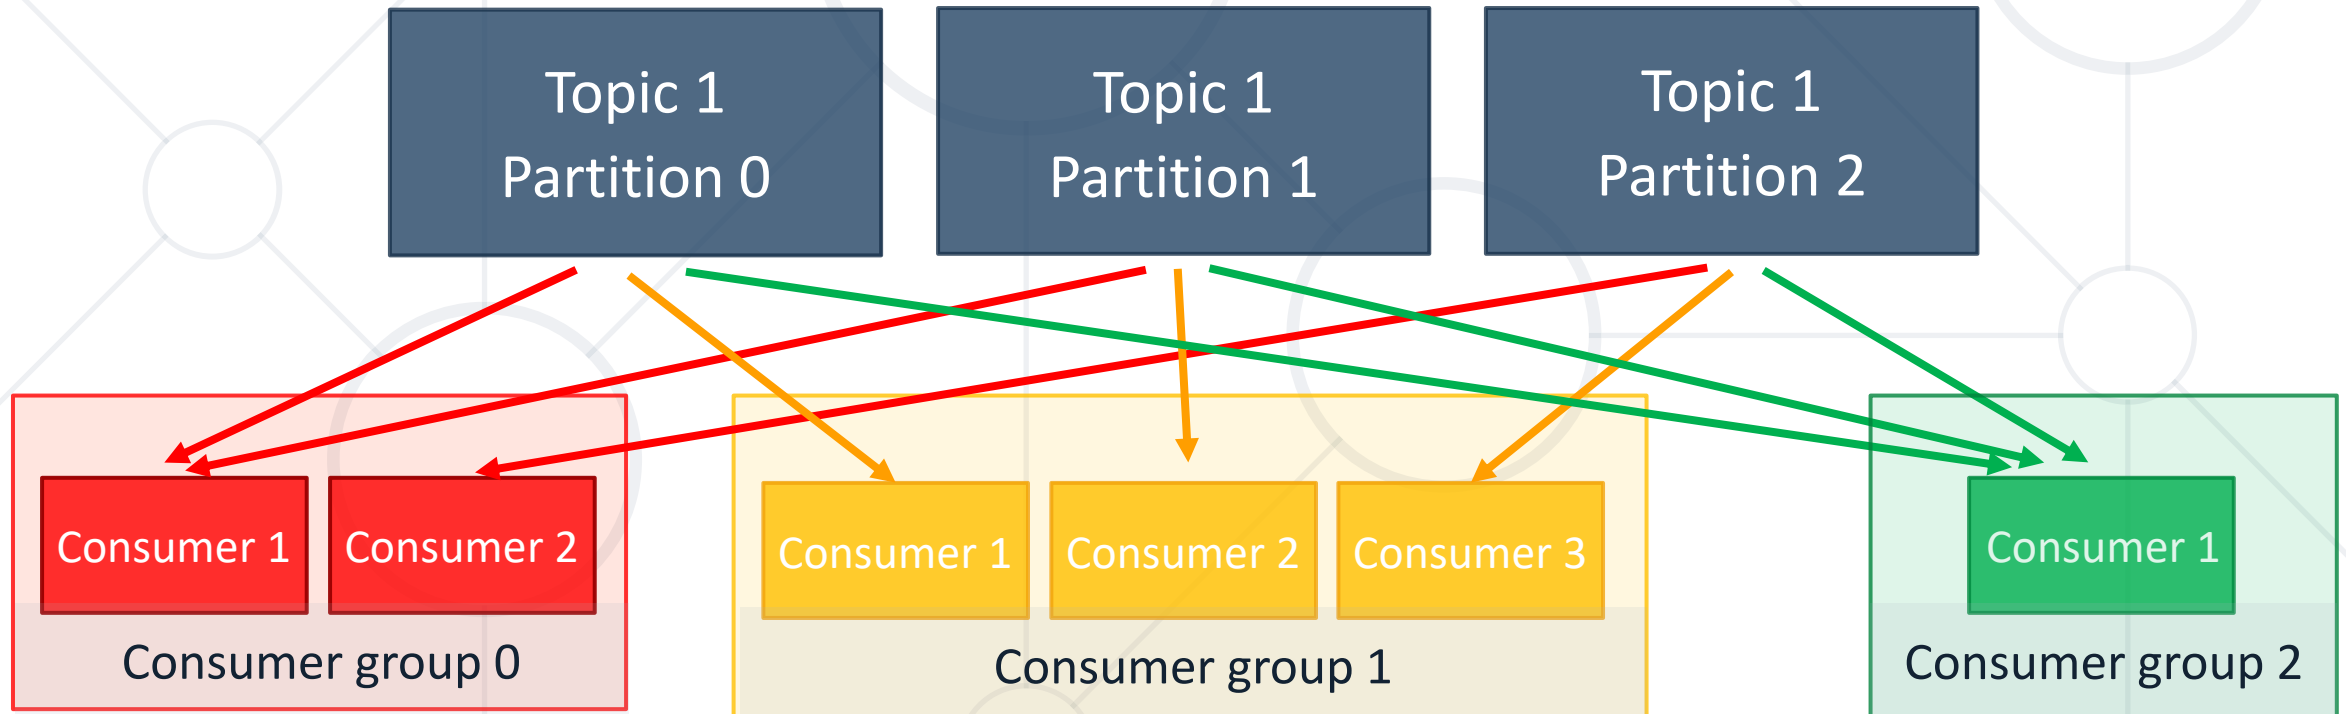 Topic 1
Partition 0
Topic 1
Partition 1
Topic 1
Partition 2
Consumer 1
Consumer 2
Consumer group 0
Consumer 1
Consumer 2
Consumer 3
Consumer group 1
Consumer 1
Consumer group 2